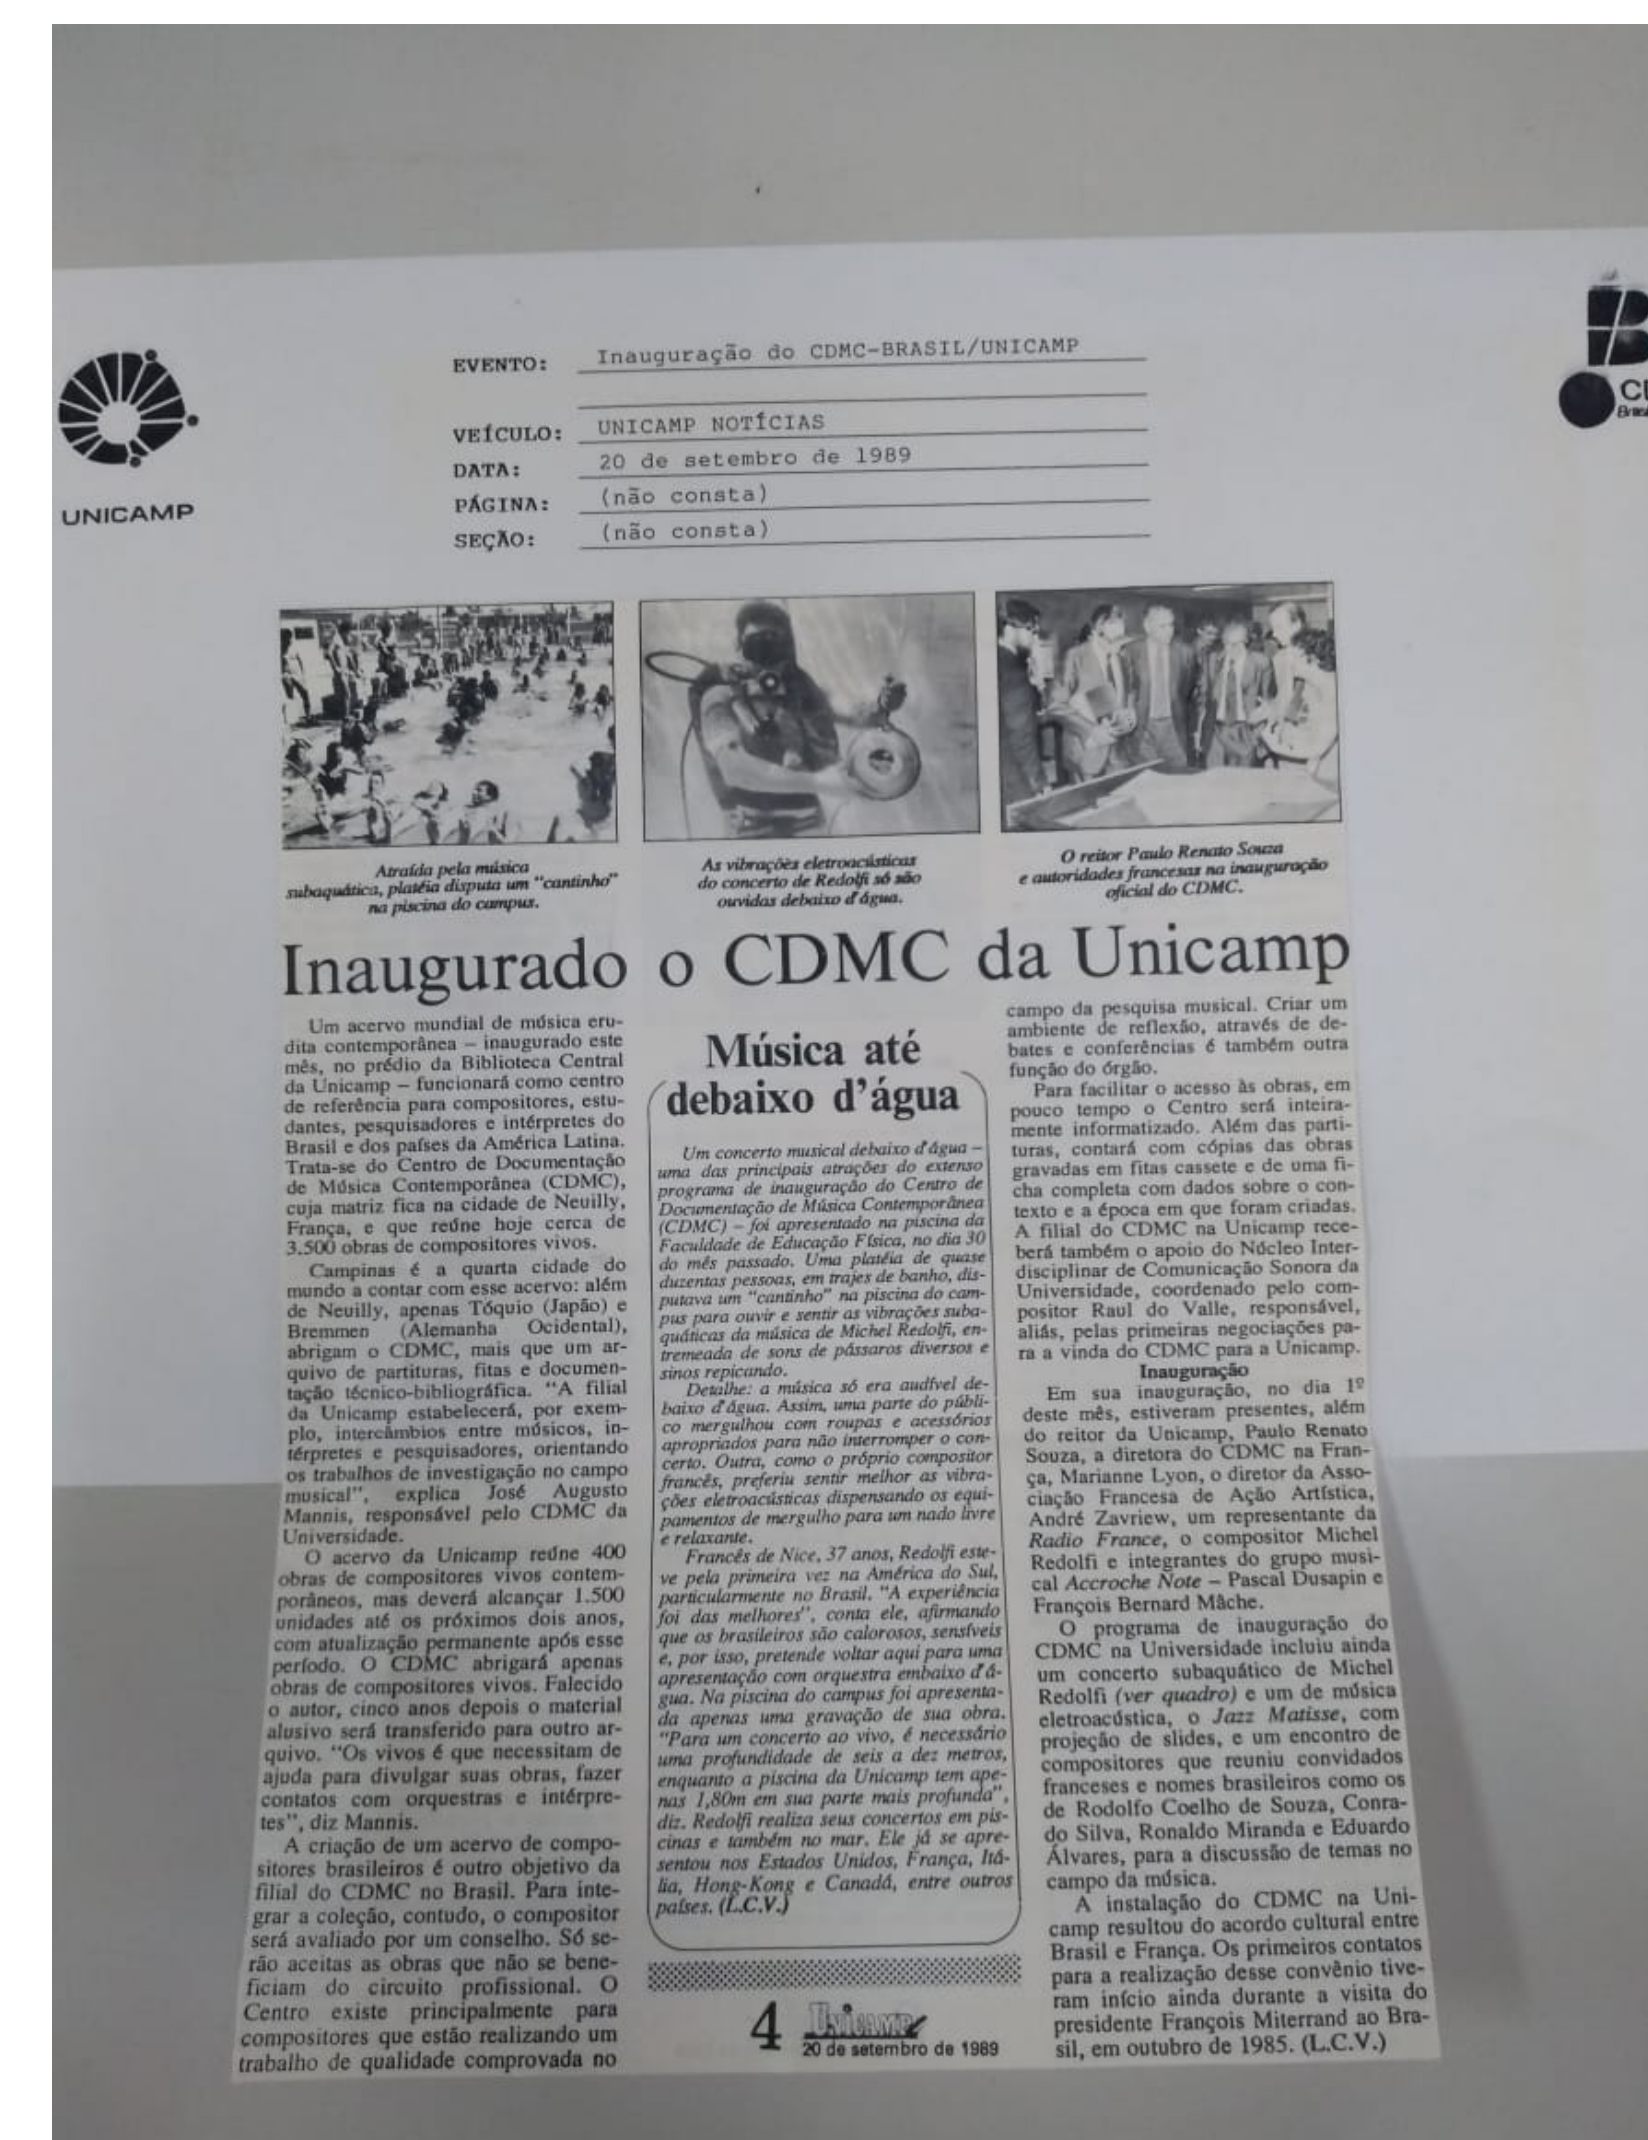 UNICAMP
EVENTO: Inauguração do CDMC-BRASIL/UNICAMP
VEÍCULO: UNICAMP NOTÍCIAS
DATA: 20 de setembro de 1989
PÁGINA: (não consta)
SEÇÃO: (não consta)
Atraída pela música
subaquática, platéia disputa um "cantinho"
na piscina do campus.
As vibrações eletroacústicas
do concerto de Redolfi só são
ouvidas debaixo d'água.
O reitor Paulo Renato Souza
e autoridades francesas na inauguração
oficial do CDMC.
Inaugurado o CDMC da Unicamp
Um acervo mundial de música eru-
dita contemporânea – inaugurado este
mês, no prédio da Biblioteca Central
da Unicamp – funcionará como centro
de referência para compositores, estu-
dantes, pesquisadores e intérpretes do
Brasil e dos países da América Latina.
Trata-se do Centro de Documentação
de Música Contemporânea (CDMC),
cuja matriz fica na cidade de Neuilly,
França, e que reúne hoje cerca de
3.500 obras de compositores vivos.
Campinas é a quarta cidade do
mundo a contar com esse acervo: além
de Neuilly, apenas Tóquio (Japão) e
Bremmen (Alemanha Ocidental),
abrigam o CDMC, mais que um ar-
quivo de partituras, fitas e documen-
tação técnico-bibliográfica. "A filial
da Unicamp estabelecerá, por exem-
plo, intercâmbios entre músicos, in-
térpretes e pesquisadores, orientando
os trabalhos de investigação no campo
musical", explica José Augusto
Mannis, responsável pelo CDMC da
Universidade.
O acervo da Unicamp reúne 400
obras de compositores vivos contem-
porâneos, mas deverá alcançar 1.500
unidades até os próximos dois anos,
com atualização permanente após esse
período. O CDMC abrigará apenas
obras de compositores vivos. Falecido
o autor, cinco anos depois o material
alusivo será transferido para outro ar-
quivo. "Os vivos é que necessitam de
ajuda para divulgar suas obras, fazer
contatos com orquestras e intérpre-
tes", diz Mannis.
A criação de um acervo de compo-
sitores brasileiros é outro objetivo da
filial do CDMC no Brasil. Para inte-
grar a coleção, contudo, o compositor
será avaliado por um conselho. Só se-
rão aceitas as obras que não se bene-
ficiam do circuito profissional. O
Centro existe principalmente para
compositores que estão realizando um
trabalho de qualidade comprovada no
Música até
debaixo d'água
Um concerto musical debaixo d'água –
uma das principais atrações do extenso
programa de inauguração do Centro de
Documentação de Música Contemporânea
(CDMC) – foi apresentado na piscina da
Faculdade de Educação Física, no dia 30
do mês passado. Uma platéia de quase
duzentas pessoas, em trajes de banho, dis-
putava um "cantinho" na piscina do cam-
pus para ouvir e sentir as vibrações suba-
quáticas da música de Michel Redolfi, en-
tremeada de sons de pássaros diversos e
sinos repicando.
Detalhe: a música só era audível de-
baixo d'água. Assim, uma parte do públi-
co mergulhou com roupas e acessórios
apropriados para não interromper o con-
certo. Outra, como o próprio compositor
francês, preferiu sentir melhor as vibra-
ções eletroacústicas dispensando os equi-
pamentos de mergulho para um nado livre
e relaxante.
Francês de Nice, 37 anos, Redolfi este-
ve pela primeira vez na América do Sul,
particularmente no Brasil. "A experiência
foi das melhores", conta ele, afirmando
que os brasileiros são calorosos, sensíveis
e, por isso, pretende voltar aqui para uma
apresentação com orquestra embaixo d'á-
gua. Na piscina do campus foi apresenta-
da apenas uma gravação de sua obra.
"Para um concerto ao vivo, é necessário
uma profundidade de seis a dez metros,
enquanto a piscina da Unicamp tem ape-
nas 1,80m em sua parte mais profunda",
diz. Redolfi realiza seus concertos em pis-
cinas e também no mar. Ele já se apre-
sentou nos Estados Unidos, França, Itá-
lia, Hong-Kong e Canadá, entre outros
países. (L.C.V.)
4 UNICAMP
20 de setembro de 1989
campo da pesquisa musical. Criar um
ambiente de reflexão, através de de-
bates e conferências é também outra
função do órgão.
Para facilitar o acesso às obras, em
pouco tempo o Centro será inteira-
mente informatizado. Além das parti-
turas, contará com cópias das obras
gravadas em fitas cassete e de uma fi-
cha completa com dados sobre o con-
texto e a época em que foram criadas.
A filial do CDMC na Unicamp rece-
berá também o apoio do Núcleo Inter-
disciplinar de Comunicação Sonora da
Universidade, coordenado pelo com-
positor Raul do Valle, responsável,
aliás, pelas primeiras negociações pa-
ra a vinda do CDMC para a Unicamp.
Inauguração
Em sua inauguração, no dia 1º
deste mês, estiveram presentes, além
do reitor da Unicamp, Paulo Renato
Souza, a diretora do CDMC na Fran-
ça, Marianne Lyon, o diretor da Asso-
ciação Francesa de Ação Artística,
André Zavriew, um representante da
Radio France, o compositor Michel
Redolfi e integrantes do grupo musi-
cal Accroche Note – Pascal Dusapin e
François Bernard Mâche.
O programa de inauguração do
CDMC na Universidade incluiu ainda
um concerto subaquático de Michel
Redolfi (ver quadro) e um de música
eletroacústica, o Jazz Matisse, com
projeção de slides, e um encontro de
compositores que reuniu convidados
franceses e nomes brasileiros como os
de Rodolfo Coelho de Souza, Conra-
do Silva, Ronaldo Miranda e Eduardo
Álvares, para a discussão de temas no
campo da música.
A instalação do CDMC na Uni-
camp resultou do acordo cultural entre
Brasil e França. Os primeiros contatos
para a realização desse convênio tive-
ram início ainda durante a visita do
presidente François Miterrand ao Bra-
sil, em outubro de 1985. (L.C.V.)